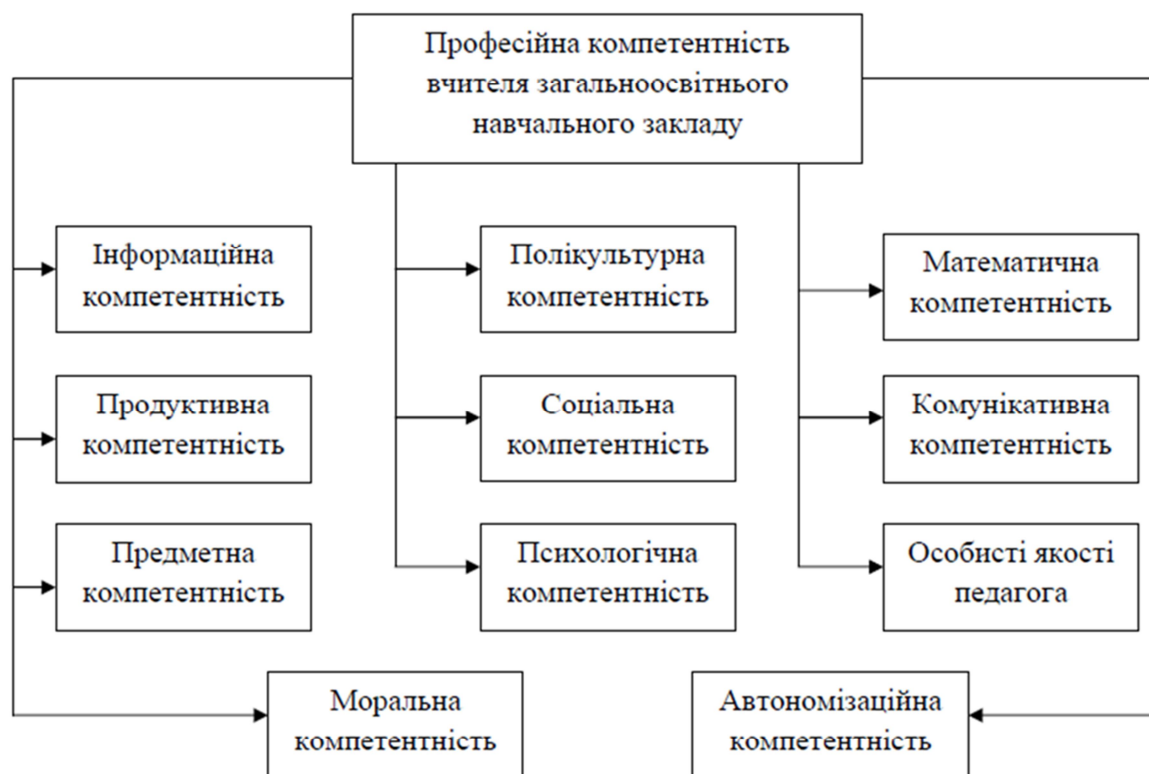 Професійна компетентність
вчителя загальноосвітнього
навчального закладу
Інформаційна
компетентність
Полікультурна
компетентність
Математична
компетентність
Продуктивна
компетентність
Соціальна
компетентність
Комунікативна
компетентність
Предметна
компетентність
Психологічна
компетентність
Особисті якості
педагога
Моральна
компетентність
Автономізаційна
компетентність